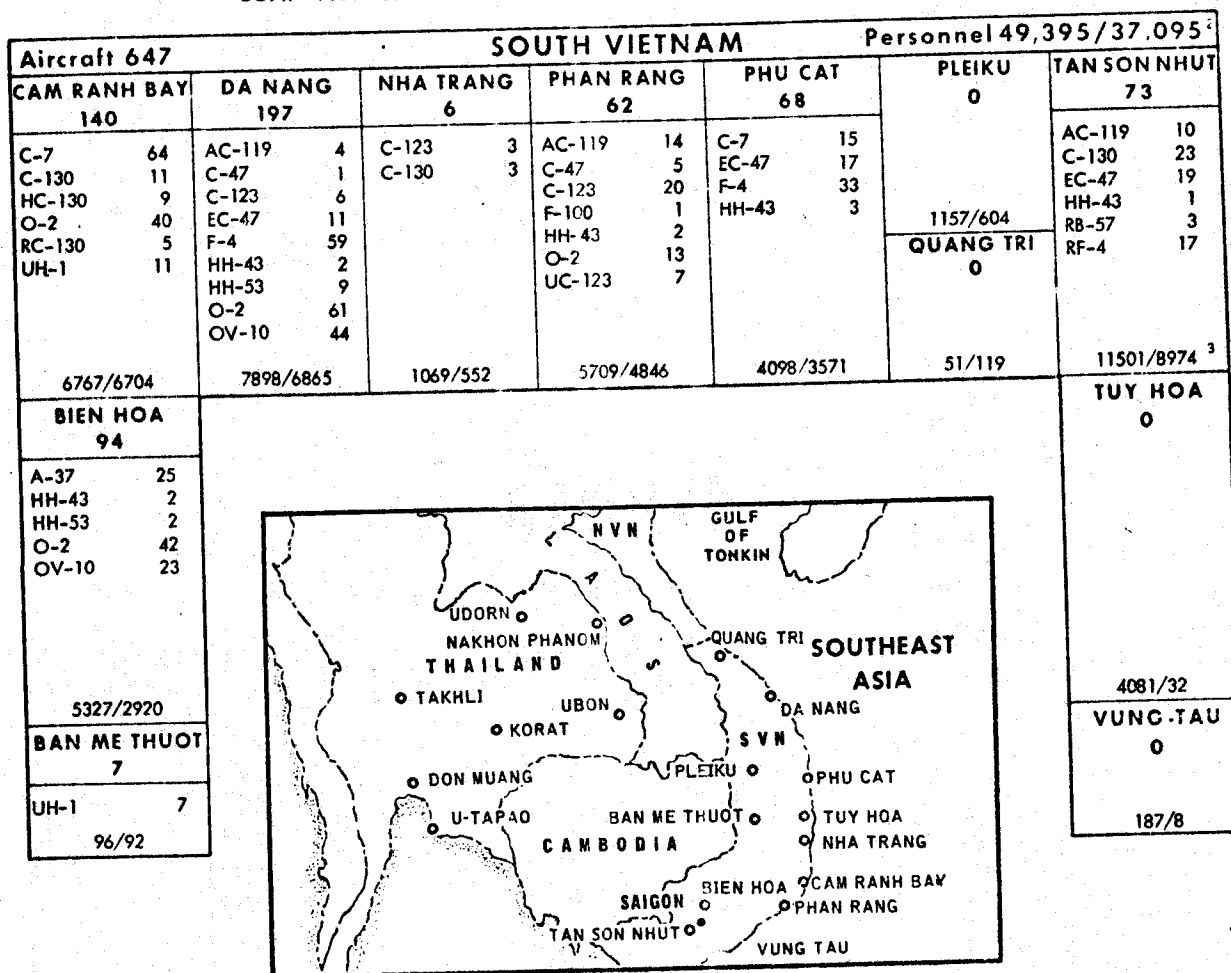 Aircraft 647 SOUTH VIETNAM Personnel 49,395/37,095²
CAM RANH BAY
140
C-7 64
C-130 11
HC-130 9
O-2 40
RC-130 5
UH-1 11
6767/6704
DA NANG
197
AC-119 4
C-47 1
C-123 6
EC-47 11
F-4 59
HH-43 2
HH-53 9
O-2 61
OV-10 44
7898/6865
NHA TRANG
6
C-123 3
C-130 3
1069/552
PHAN RANG
62
AC-119 14
C-47 5
C-123 20
F-100 1
HH-43 2
O-2 13
UC-123 7
5709/4846
PHU CAT
68
C-7 15
EC-47 17
F-4 33
HH-43 3
4098/3571
PLEIKU
0
1157/604
QUANG TRI
0
51/119
TAN SON NHUT
73
AC-119 10
C-130 23
EC-47 19
HH-43 1
RB-57 3
RF-4 17
11501/8974 ³
BIEN HOA
94
A-37 25
HH-43 2
HH-53 2
O-2 42
OV-10 23
5327/2920
BAN ME THUOT
7
UH-1 7
96/92
TUY HOA
0
4081/32
VUNG TAU
0
187/8
NVN
GULF
OF
TONKIN
LAOS
UDORN
NAKHON PHANOM
THAILAND
QUANG TRI
SOUTHEAST
ASIA
TAKHLI
UBON
DA NANG
KORAT
SVN
PLEIKU
DON MUANG
PHU CAT
U-TAPAO
BAN ME THUOT
TUY HOA
CAMBODIA
NHA TRANG
BIEN HOA
CAM RANH BAY
SAIGON
PHAN RANG
TAN SON NHUT
VUNG TAU